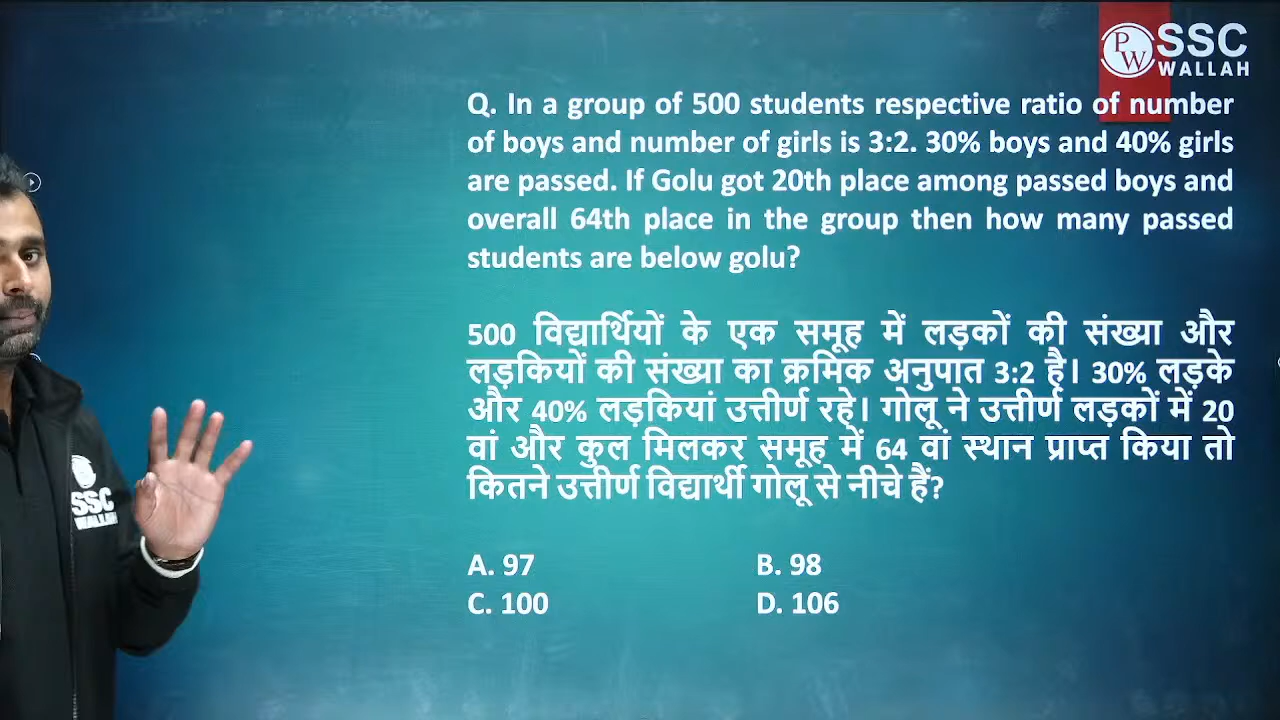 PW SSC
WALLAH
Q. In a group of 500 students respective ratio of number
of boys and number of girls is 3:2. 30% boys and 40% girls
are passed. If Golu got 20th place among passed boys and
overall 64th place in the group then how many passed
students are below golu?
500 विद्यार्थियों के एक समूह में लड़कों की संख्या और
लड़कियों की संख्या का क्रमिक अनुपात 3:2 है। 30% लड़के
और 40% लड़कियां उत्तीर्ण रहे। गोलू ने उत्तीर्ण लड़कों में 20
वां और कुल मिलकर समूह में 64 वां स्थान प्राप्त किया तो
कितने उत्तीर्ण विद्यार्थी गोलू से नीचे हैं?
A. 97 B. 98
C. 100 D. 106
SSC
WALLAH